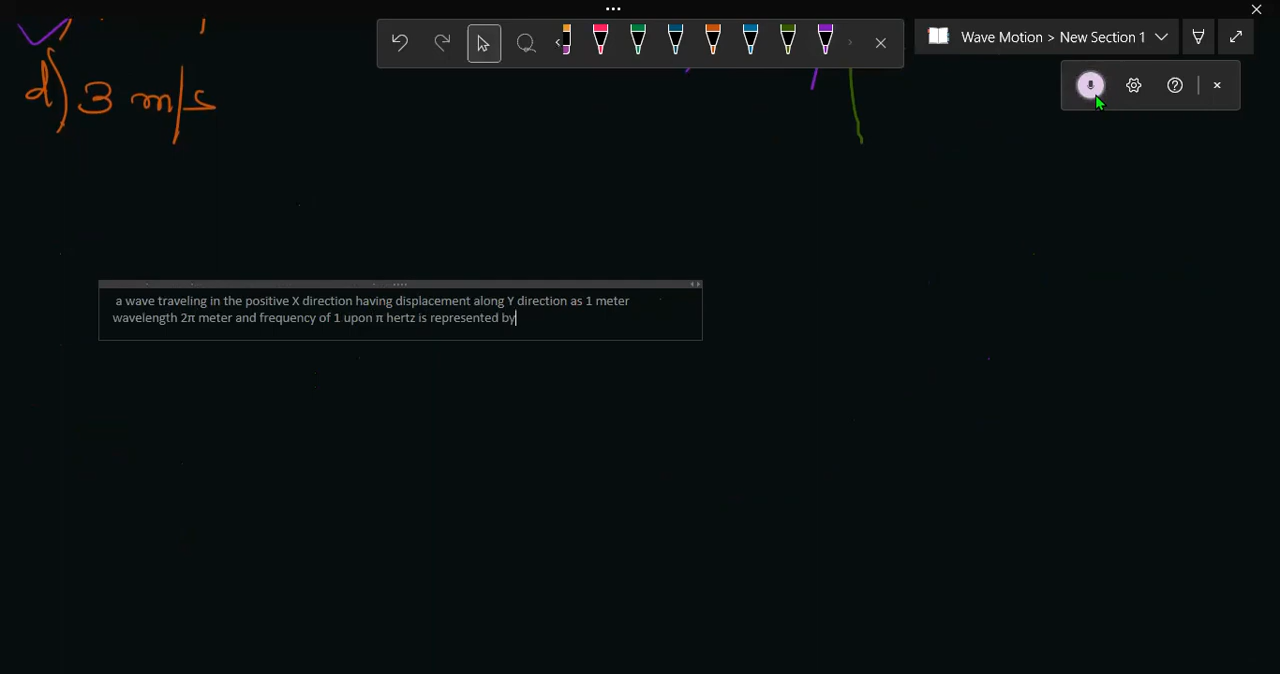 Wave Motion > New Section 1
d) 3 m/s
a wave traveling in the positive X direction having displacement along Y direction as 1 meter
wavelength 2π meter and frequency of 1 upon π hertz is represented by